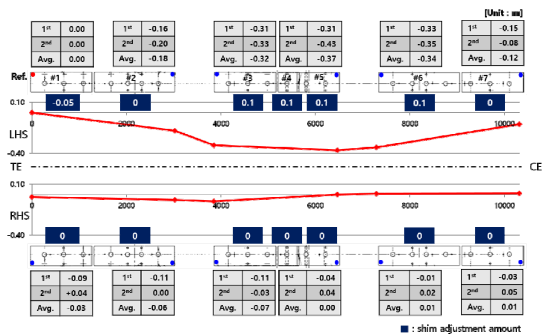 [Unit : ㎜]
1st 0.00 1st -0.16 1st -0.31 1st -0.31 1st -0.33 1st -0.15
2nd 0.00 2nd -0.20 2nd -0.33 2nd -0.43 2nd -0.35 2nd -0.08
Avg. 0.00 Avg. -0.18 Avg. -0.32 Avg. -0.37 Avg. -0.34 Avg. -0.12
Ref. #1 #2 #3 #4 #5 #6 #7
0.10 -0.05 0 0.1 0.1 0.1 0.1 0
0 2000 4000 6000 8000 10000
LHS
-0.40
TE CE
0.10
0 2000 4000 6000 8000 10000
RHS
-0.40 0 0 0 0 0 0 0
1st -0.09 1st -0.11 1st -0.11 1st -0.04 1st -0.01 1st -0.03
2nd +0.04 2nd 0.00 2nd -0.03 2nd 0.04 2nd 0.02 2nd 0.05
Avg. -0.03 Avg. -0.06 Avg. -0.07 Avg. 0.00 Avg. 0.01 Avg. 0.01
: shim adjustment amount